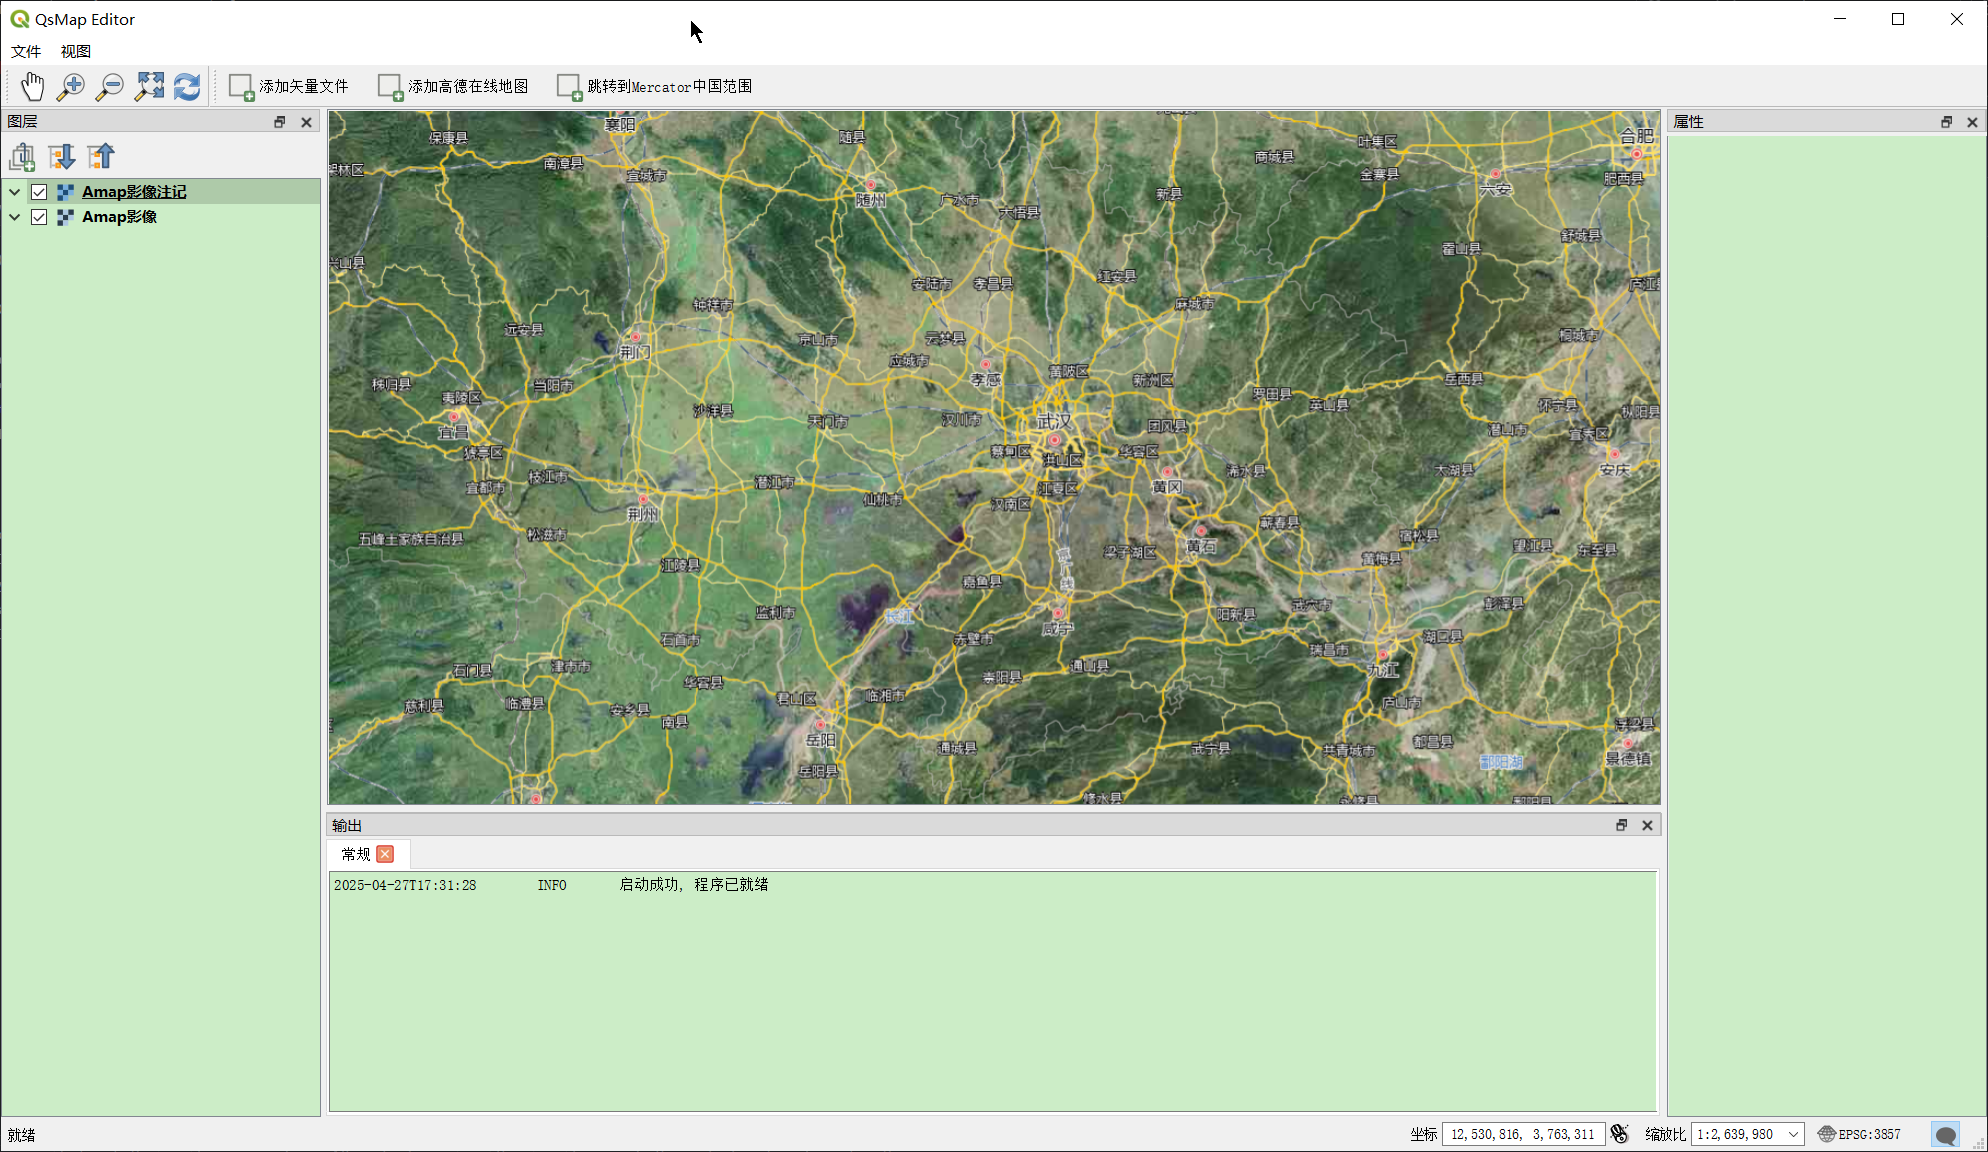 QsMap Editor
文件 视图
添加矢量文件 添加高德在线地图 跳转到Mercator中国范围
图层
Amap影像注记
Amap影像
属性
襄阳
保康县
随县
叶集区
合肥
南漳县
宜城市
商城县
金寨县
六安
肥西县
随州
广水市
大悟县
新县
霍山县
舒城县
兴山县
安陆市
孝昌县
红安县
麻城市
钟祥市
远安县
京山市
云梦县
桐城市
荆门
应城市
孝感
黄陂区
新洲区
岳西县
秭归县
当阳市
夷陵区
沙洋县
天门市
汉川市
武汉
团风县
罗田县
英山县
怀宁县
枞阳县
潜山市
宜秀区
宜昌
猇亭区
蔡甸区
洪山区
华容区
浠水县
太湖县
安庆
枝江市
宜都市
潜江市
仙桃市
江夏区
汉南区
黄冈
荆州
五峰土家族自治县
松滋市
蕲春县
宿松县
黄石
梁子湖区
望江县
东至县
黄梅县
江陵县
京广线
嘉鱼县
监利市
长江
咸宁
阳新县
武穴市
彭泽县
石首市
赤壁市
湖口县
瑞昌市
石门县
津市市
通山县
九江
华容县
崇阳县
慈利县
临澧县
安乡县
南县
君山区
临湘市
庐山市
岳阳
通城县
武宁县
共青城市
都昌县
浮梁县
鄱阳湖
景德镇
岳阳县
修水县
输出
常规
2025-04-27T17:31:28 INFO 启动成功, 程序已就绪
就绪
坐标 12,530,816, 3,763,311 缩放比 1:2,639,980 EPSG:3857